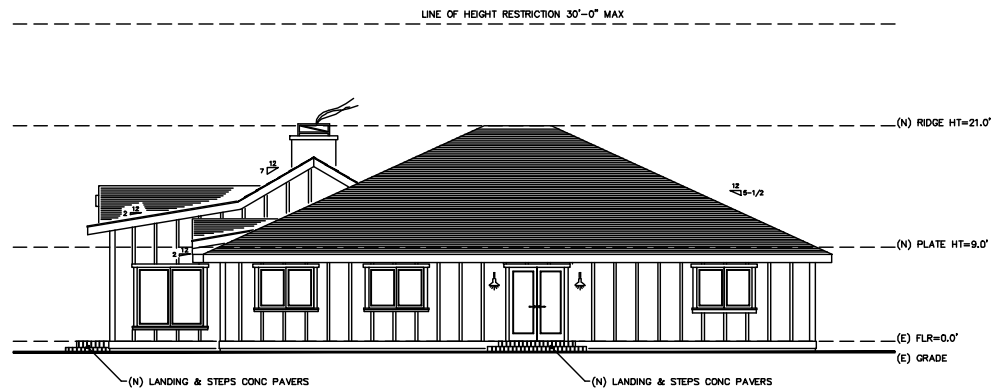 LINE OF HEIGHT RESTRICTION 30'-0" MAX
(N) RIDGE HT=21.0'
12
7
12
5-1/2
12
2
(N) PLATE HT=9.0'
12
2
(E) FLR=0.0'
(E) GRADE
(N) LANDING & STEPS CONC PAVERS
(N) LANDING & STEPS CONC PAVERS